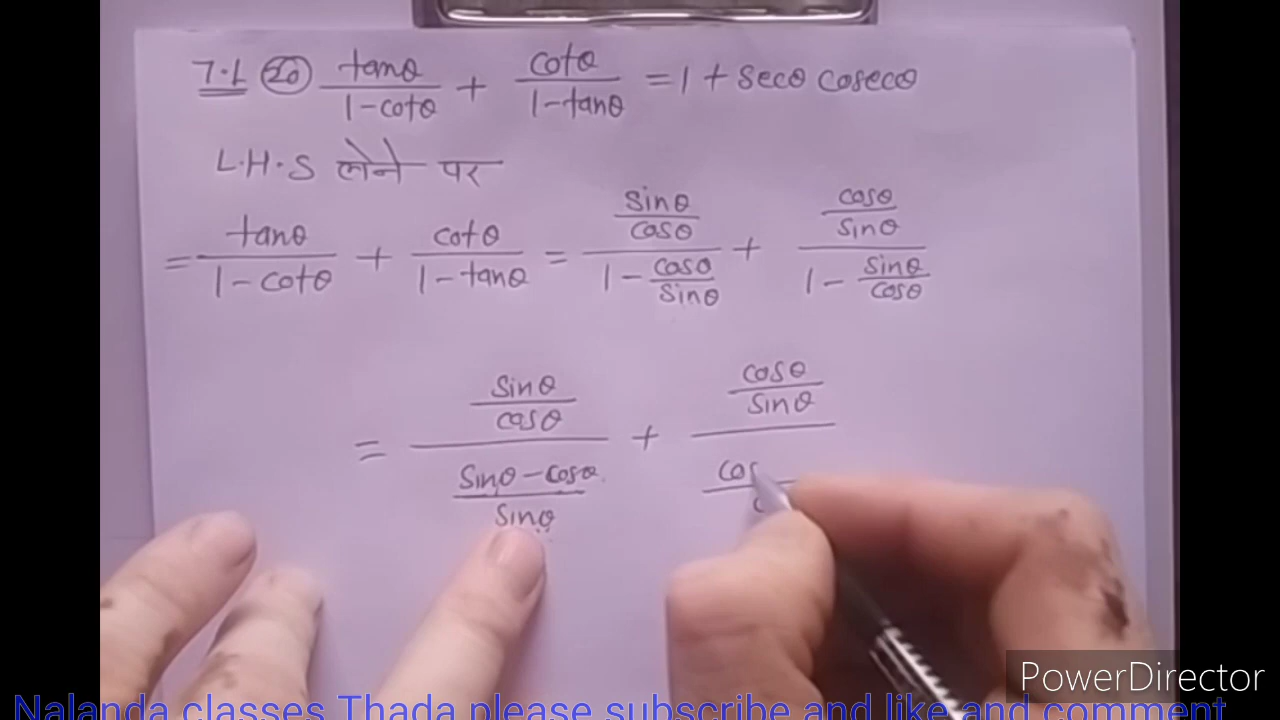 7.1 (20) tanθ/1-cotθ + cotθ/1-tanθ = 1 + secθ cosecθ
L.H.S लेने पर
= tanθ/1-cotθ + cotθ/1-tanθ = sinθ/cosθ/1-cosθ/sinθ + cosθ/sinθ/1-sinθ/cosθ
= sinθ/cosθ/sinθ-cosθ/sinθ + cosθ/sinθ/cos
PowerDirector
Nalanda classes Thada please subscribe and like and comment